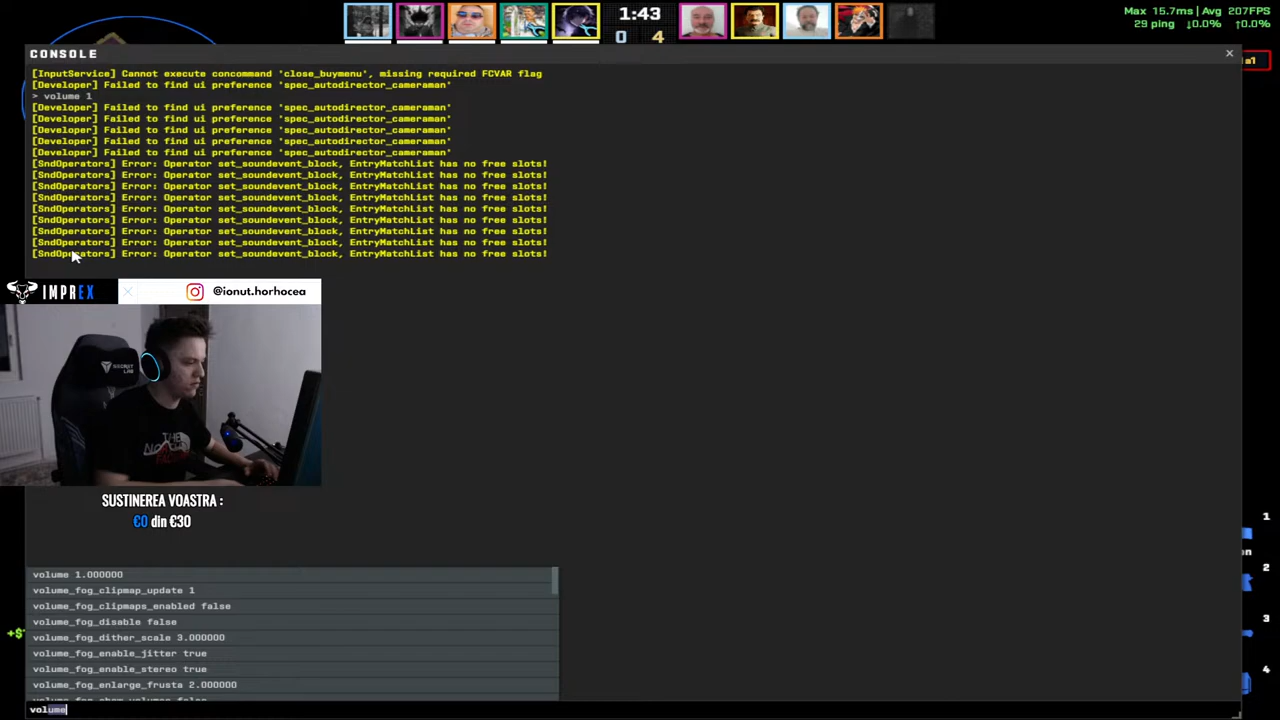 Max 15.7ms | Avg 207FPS
29 ping ↓0.0% ↑0.0%
1:43
0 4
CONSOLE
[InputService] Cannot execute concommand 'close_buymenu', missing required FCVAR flag
[Developer] Failed to find ui preference 'spec_autodirector_cameraman'
> volume 1
[Developer] Failed to find ui preference 'spec_autodirector_cameraman'
[Developer] Failed to find ui preference 'spec_autodirector_cameraman'
[Developer] Failed to find ui preference 'spec_autodirector_cameraman'
[Developer] Failed to find ui preference 'spec_autodirector_cameraman'
[Developer] Failed to find ui preference 'spec_autodirector_cameraman'
[SndOperators] Error: Operator set_soundevent_block, EntryMatchList has no free slots!
[SndOperators] Error: Operator set_soundevent_block, EntryMatchList has no free slots!
[SndOperators] Error: Operator set_soundevent_block, EntryMatchList has no free slots!
[SndOperators] Error: Operator set_soundevent_block, EntryMatchList has no free slots!
[SndOperators] Error: Operator set_soundevent_block, EntryMatchList has no free slots!
[SndOperators] Error: Operator set_soundevent_block, EntryMatchList has no free slots!
[SndOperators] Error: Operator set_soundevent_block, EntryMatchList has no free slots!
[SndOperators] Error: Operator set_soundevent_block, EntryMatchList has no free slots!
[SndOperators] Error: Operator set_soundevent_block, EntryMatchList has no free slots!
IMPREX
@ionut.horhocea
SECRET LAB
THE NORTH FACE
SUSTINEREA VOASTRA :
€0 din €30
1
2
3
4
+$
volume 1.000000
volume_fog_clipmap_update 1
volume_fog_clipmaps_enabled false
volume_fog_disable false
volume_fog_dither_scale 3.000000
volume_fog_enable_jitter true
volume_fog_enable_stereo true
volume_fog_enlarge_frusta 2.000000
volume